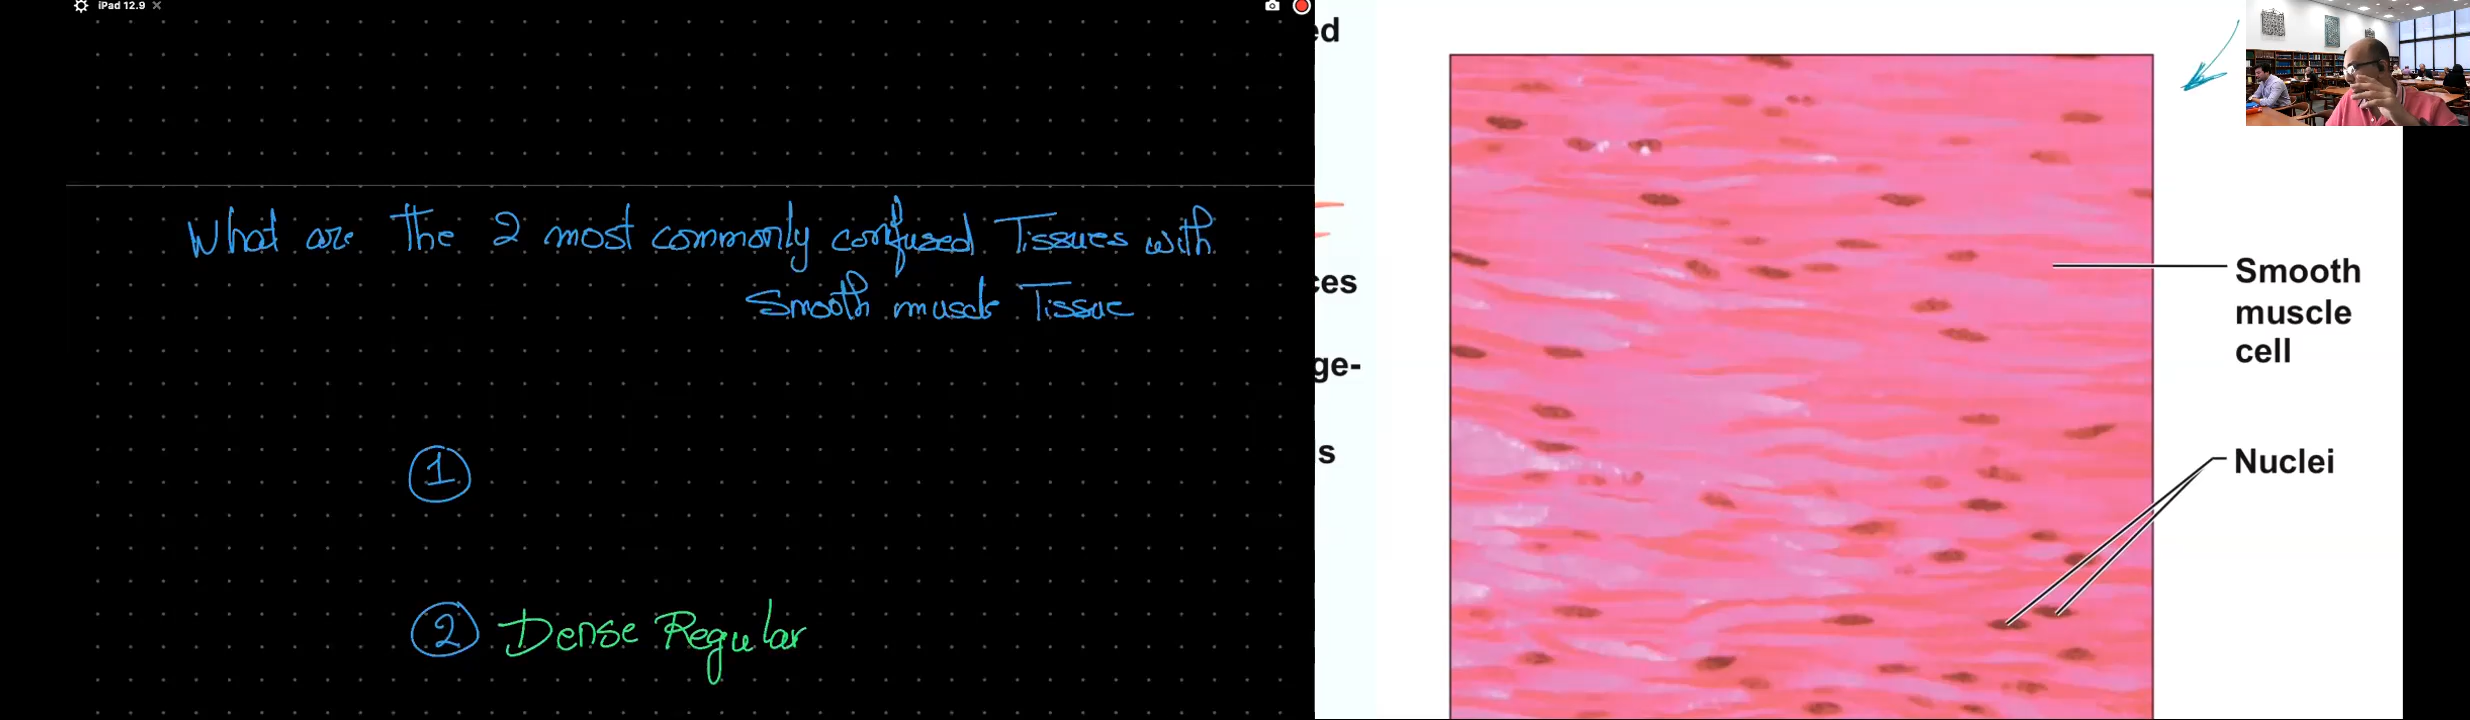 iPad 12.9
What are The 2 most commonly confused Tissues with
Smooth muscle Tissue
1
2 Dense Regular
ed
ces
ge-
s
Smooth
muscle
cell
Nuclei